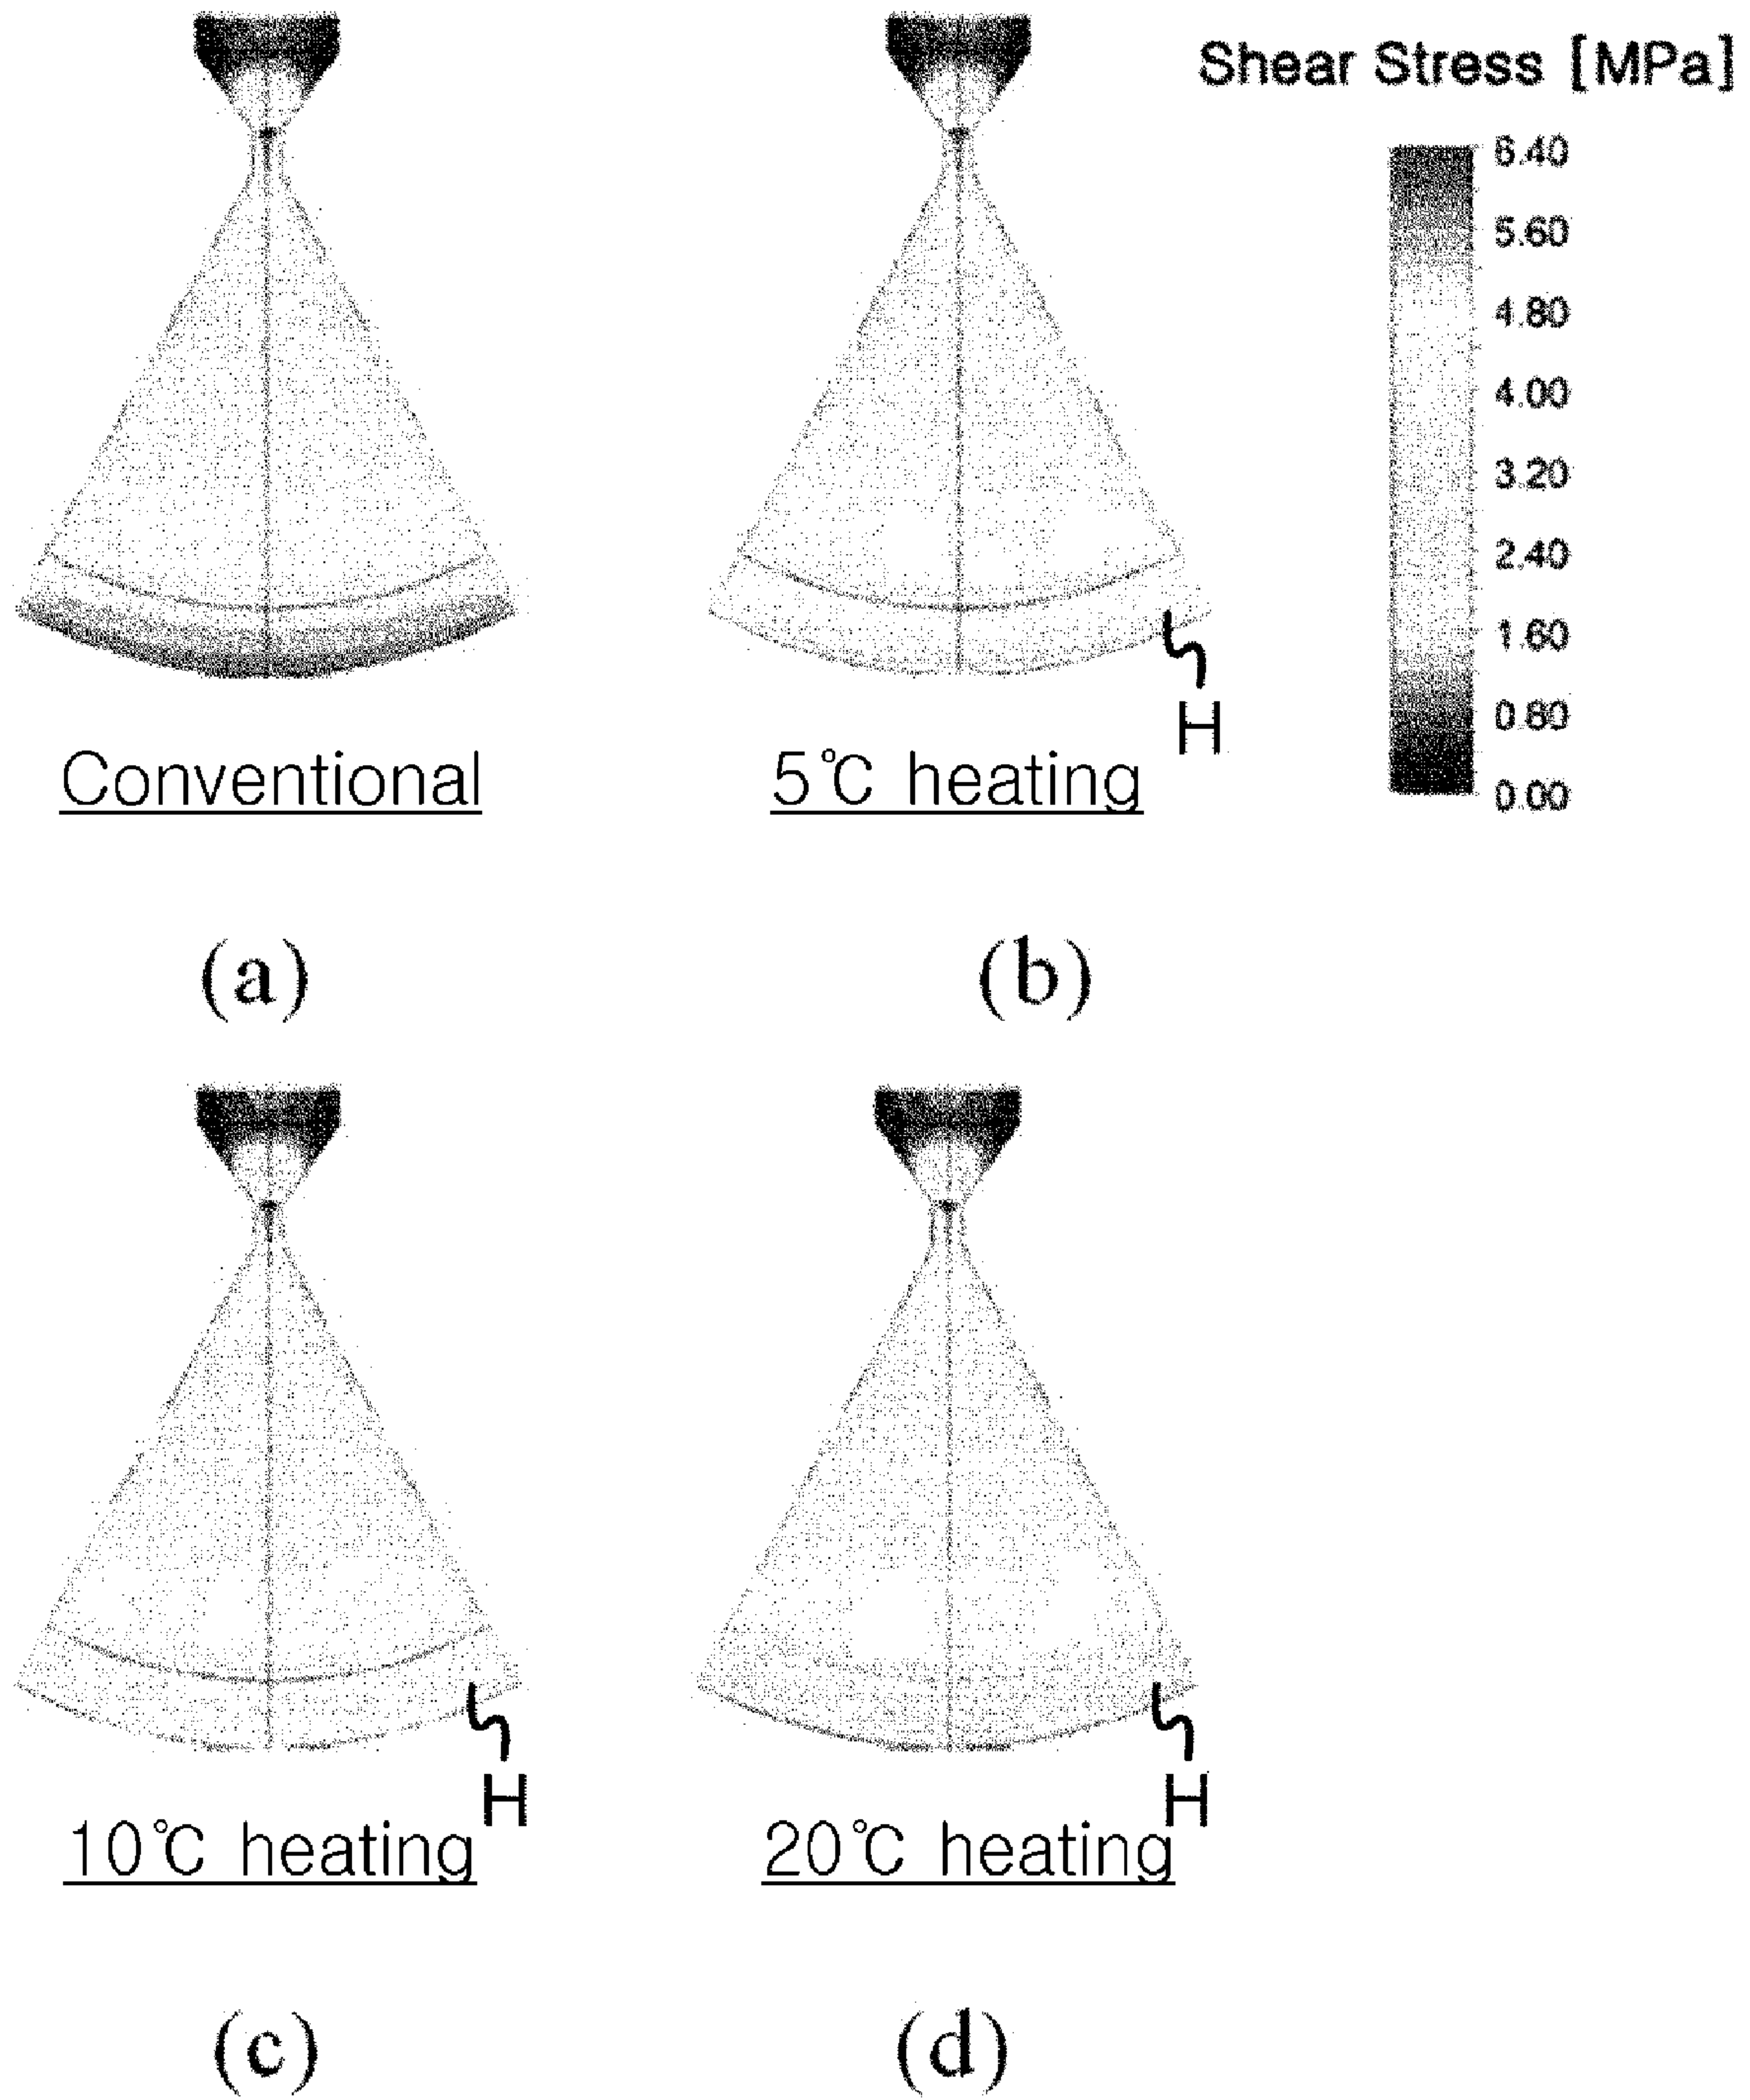 Shear Stress [MPa]
6.40
5.60
4.80
4.00
3.20
2.40
1.60
0.80
0.00
H
Conventional
5℃ heating
(a)
(b)
H
H
10℃ heating
20℃ heating
(c)
(d)